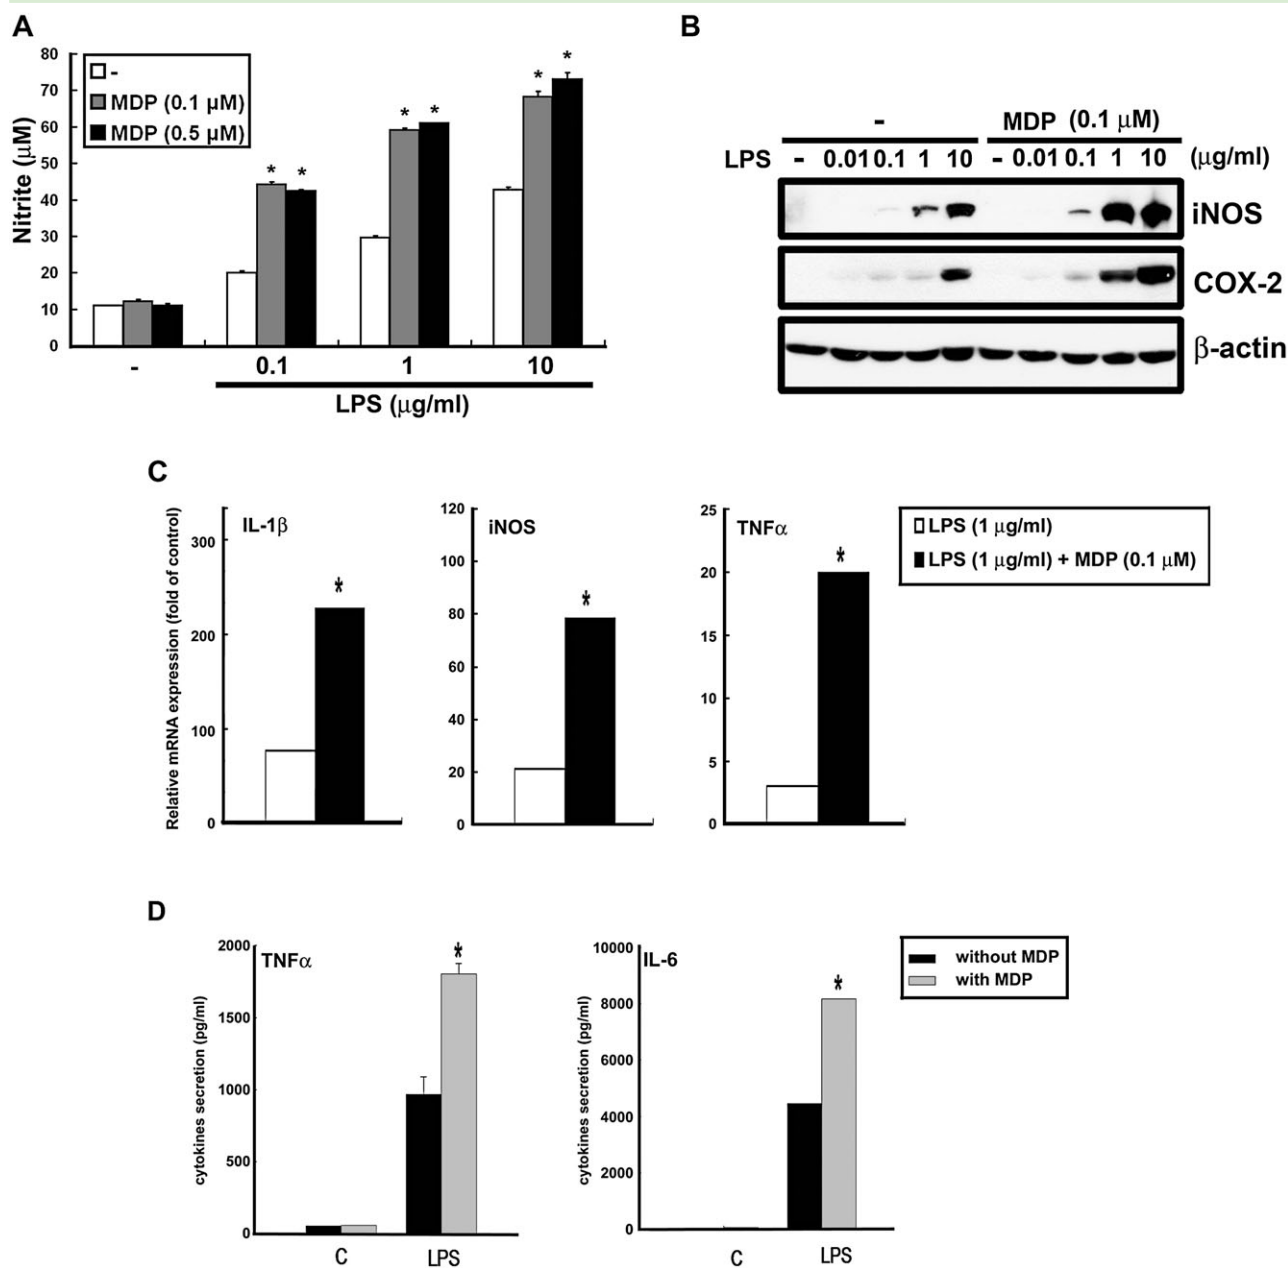 A
80
70
60
50
40
30
20
10
0
Nitrite (μM)
-
MDP (0.1 μM)
MDP (0.5 μM)
* * * * * *
- 0.1 1 10
LPS (μg/ml)
B
- MDP (0.1 μM)
LPS - 0.01 0.1 1 10 - 0.01 0.1 1 10 (μg/ml)
iNOS
COX-2
β-actin
C
Relative mRNA expression (fold of control)
IL-1β
300
200
100
0
*
iNOS
120
100
80
60
40
20
0
*
TNFα
25
20
15
10
5
0
*
LPS (1 μg/ml)
LPS (1 μg/ml) + MDP (0.1 μM)
D
cytokines secretion (pg/ml)
TNFα
2000
1500
1000
500
0
*
C LPS
cytokines secretion (pg/ml)
IL-6
10000
8000
6000
4000
2000
0
*
C LPS
without MDP
with MDP